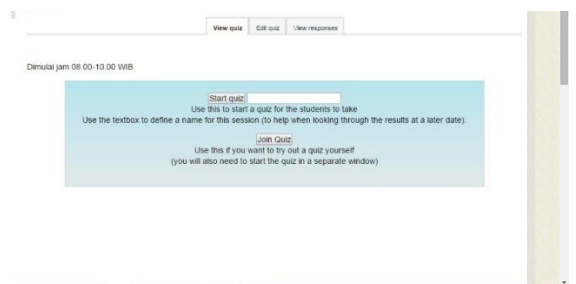 View quiz Edit quiz View responses
Dimulai jam 08.00-10.00 WIB
Start quiz
Use this to start a quiz for the students to take
Use the textbox to define a name for this session (to help when looking through the results at a later date).
Join Quiz
Use this if you want to try out a quiz yourself
(you will also need to start the quiz in a separate window)